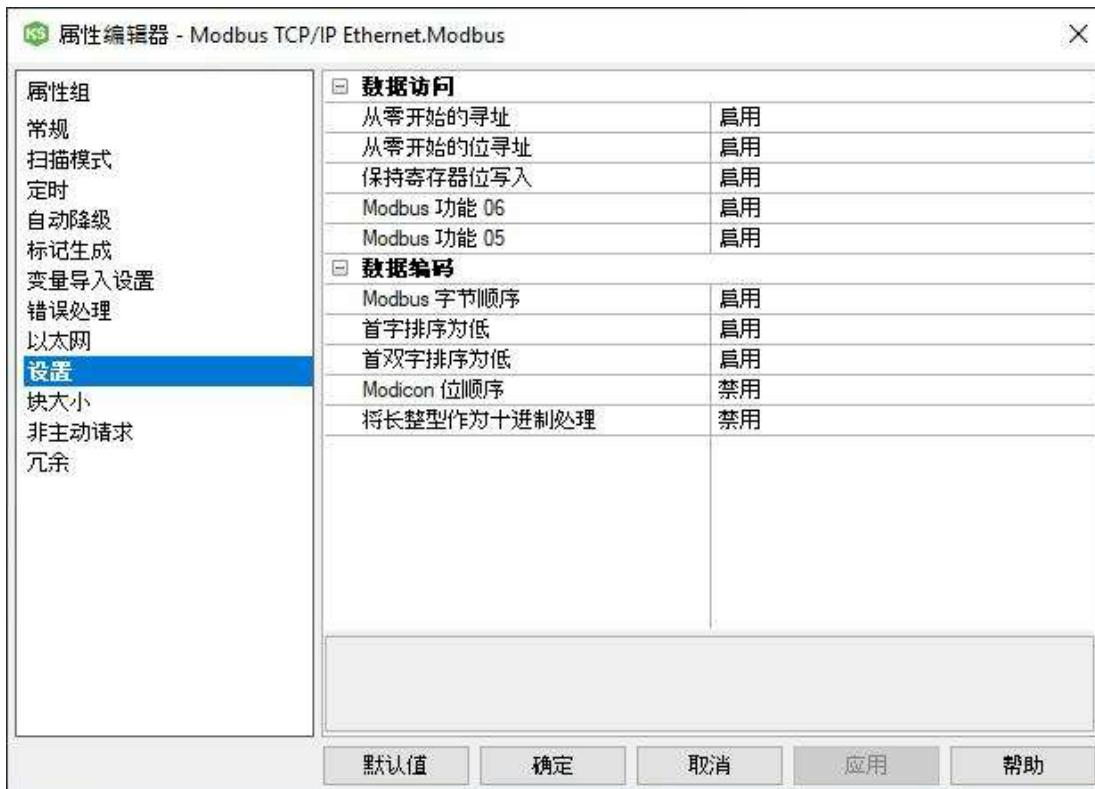 KS 属性编辑器 - Modbus TCP/IP Ethernet.Modbus
属性组
常规
扫描模式
定时
自动降级
标记生成
变量导入设置
错误处理
以太网
设置
块大小
非主动请求
冗余
数据访问
从零开始的寻址 启用
从零开始的位寻址 启用
保持寄存器位写入 启用
Modbus 功能 06 启用
Modbus 功能 05 启用
数据编码
Modbus 字节顺序 启用
首字排序为低 启用
首双字排序为低 启用
Modicon 位顺序 禁用
将长整型作为十进制处理 禁用
默认值 确定 取消 应用 帮助